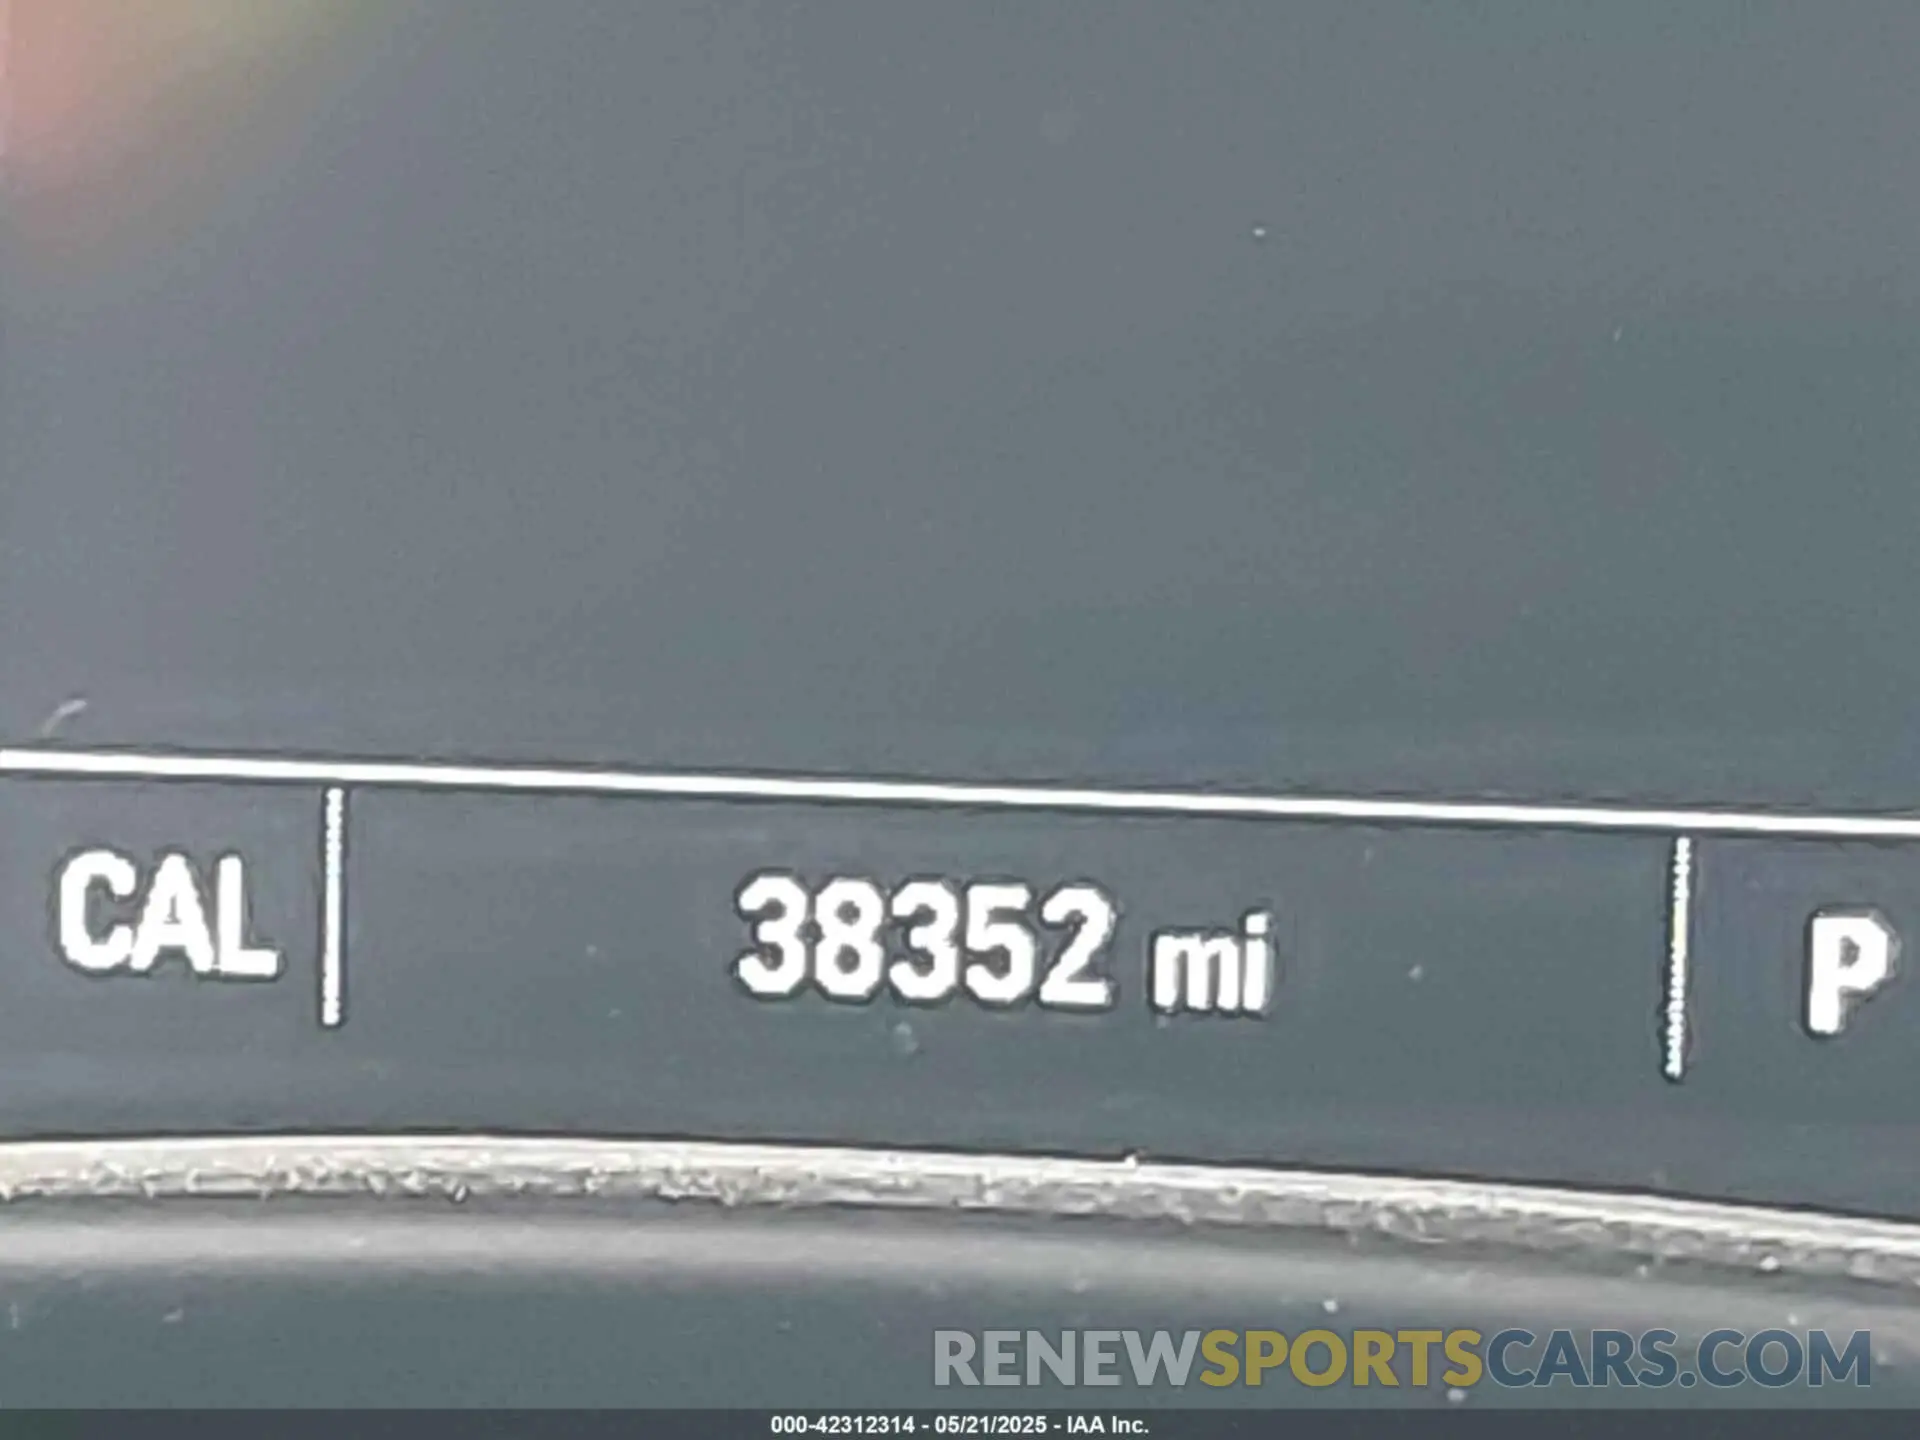 CAL 38352 mi P
RENEWSPORTSCARS.COM
000-42312314 - 05/21/2025 - IAA Inc.